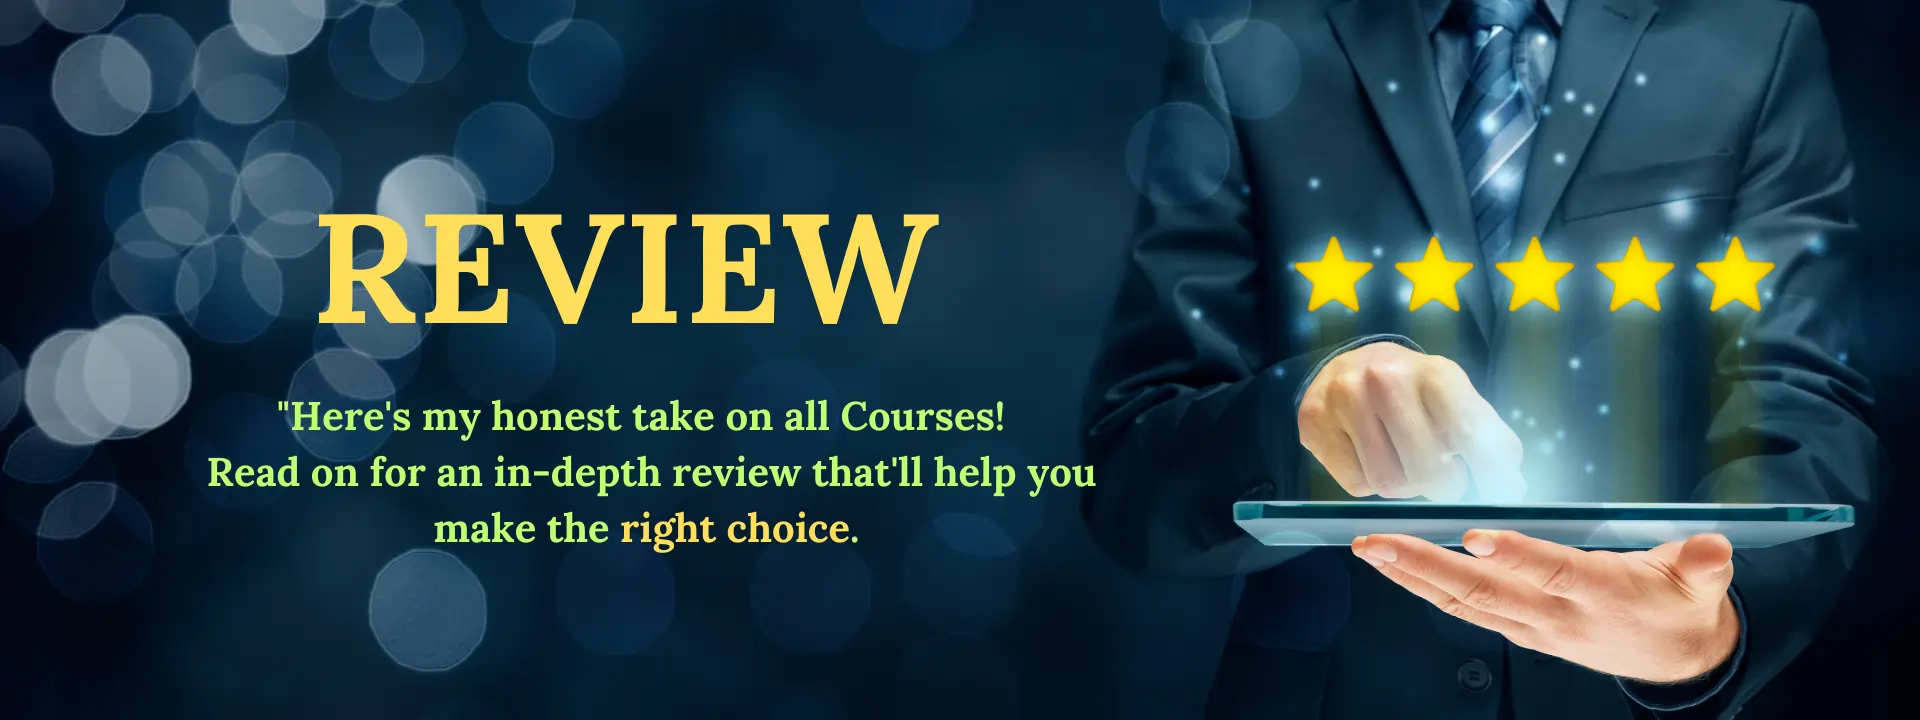 REVIEW
"Here's my honest take on all Courses!
Read on for an in-depth review that'll help you
make the right choice.